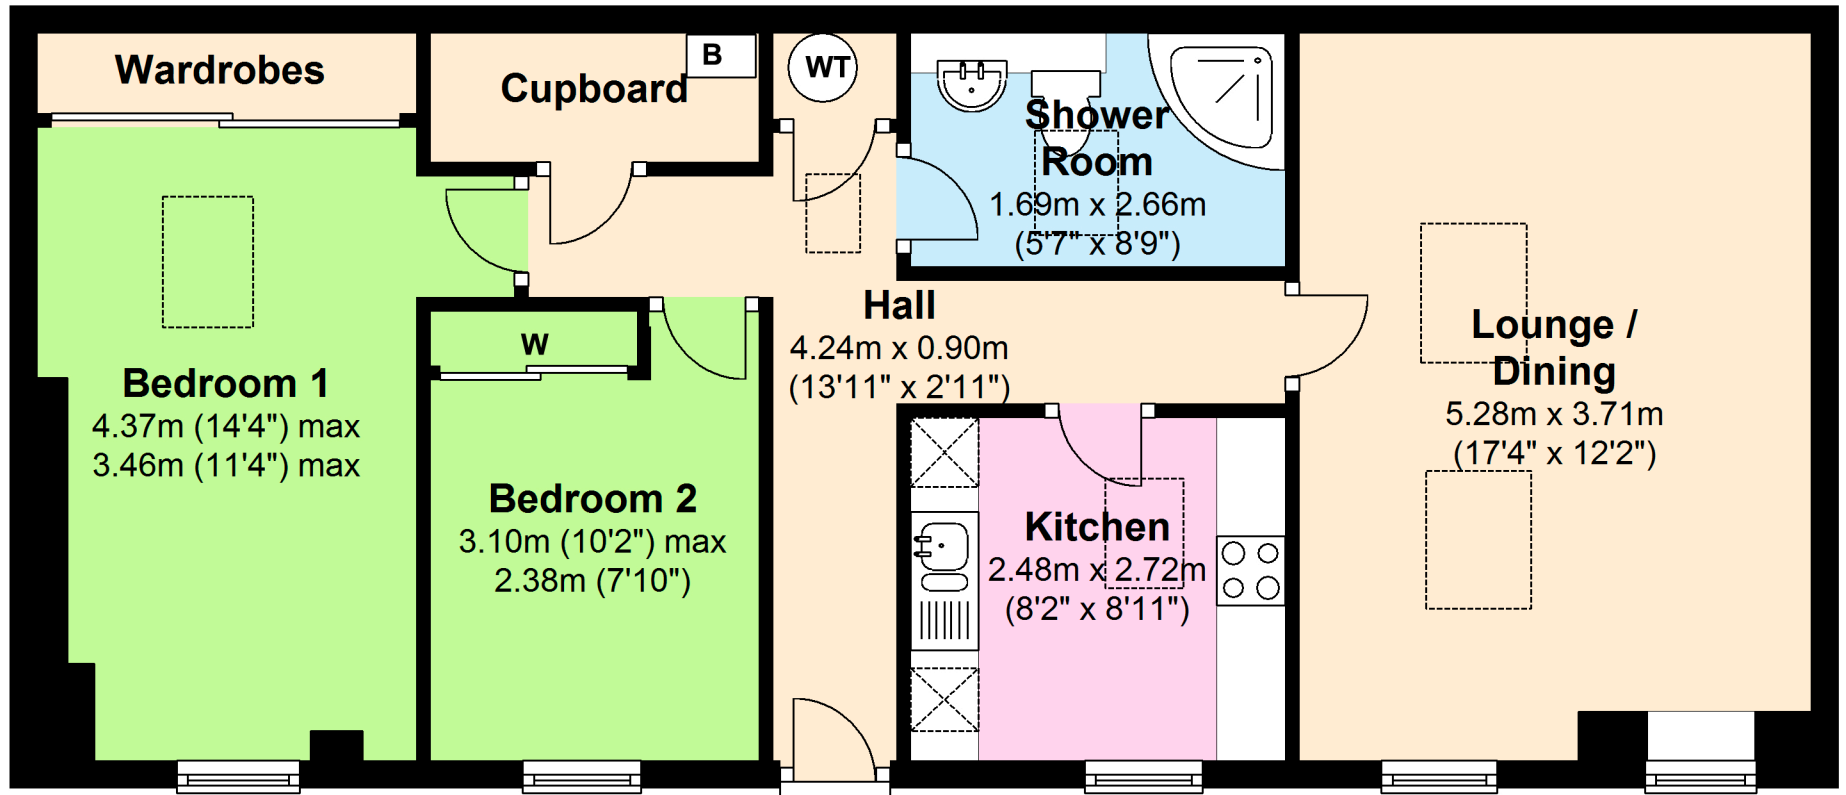 Wardrobes
Cupboard
B
WT
Shower
Room
1.69m x 2.66m
(5'7" x 8'9")
Hall
4.24m x 0.90m
(13'11" x 2'11")
Lounge /
Dining
5.28m x 3.71m
(17'4" x 12'2")
W
Bedroom 1
4.37m (14'4") max
3.46m (11'4") max
Bedroom 2
3.10m (10'2") max
2.38m (7'10")
Kitchen
2.48m x 2.72m
(8'2" x 8'11")